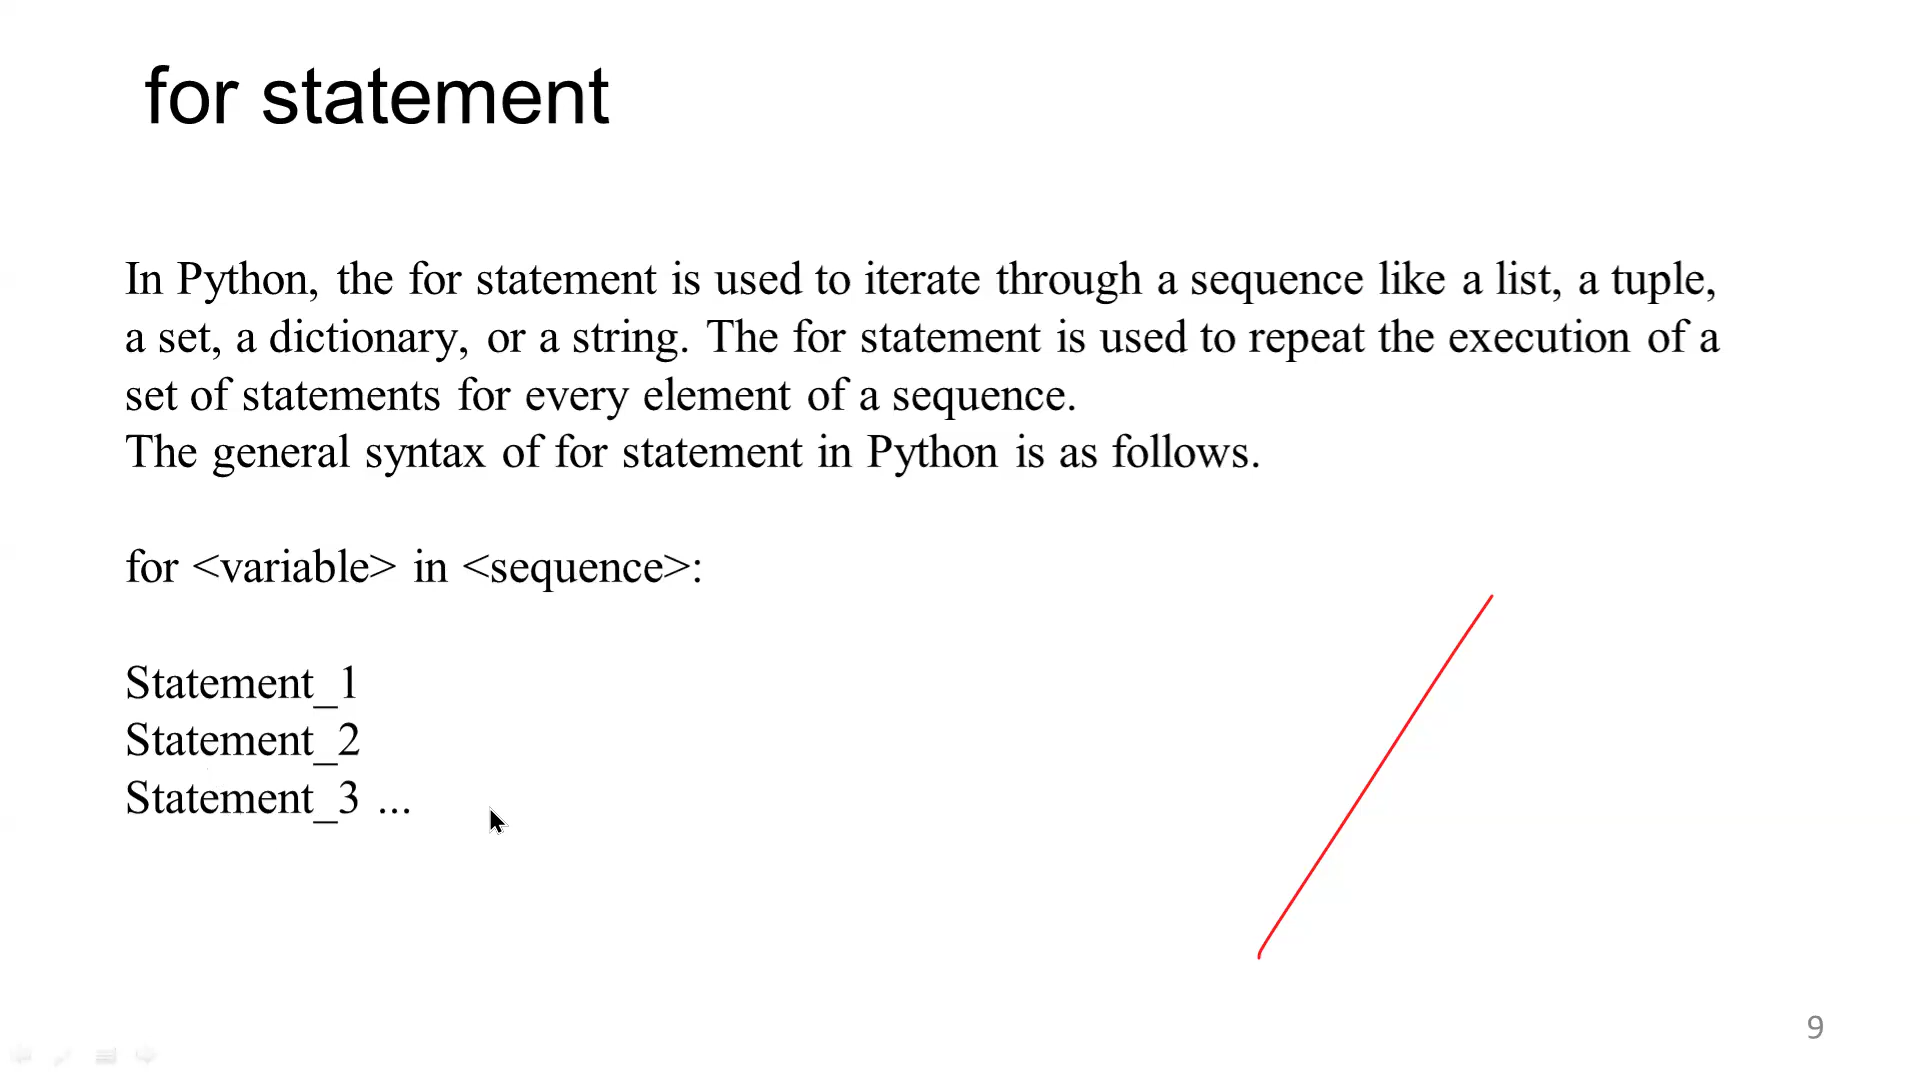 for statement
In Python, the for statement is used to iterate through a sequence like a list, a tuple,
a set, a dictionary, or a string. The for statement is used to repeat the execution of a
set of statements for every element of a sequence.
The general syntax of for statement in Python is as follows.
for <variable> in <sequence>:
Statement_1
Statement_2
Statement_3 ...
9